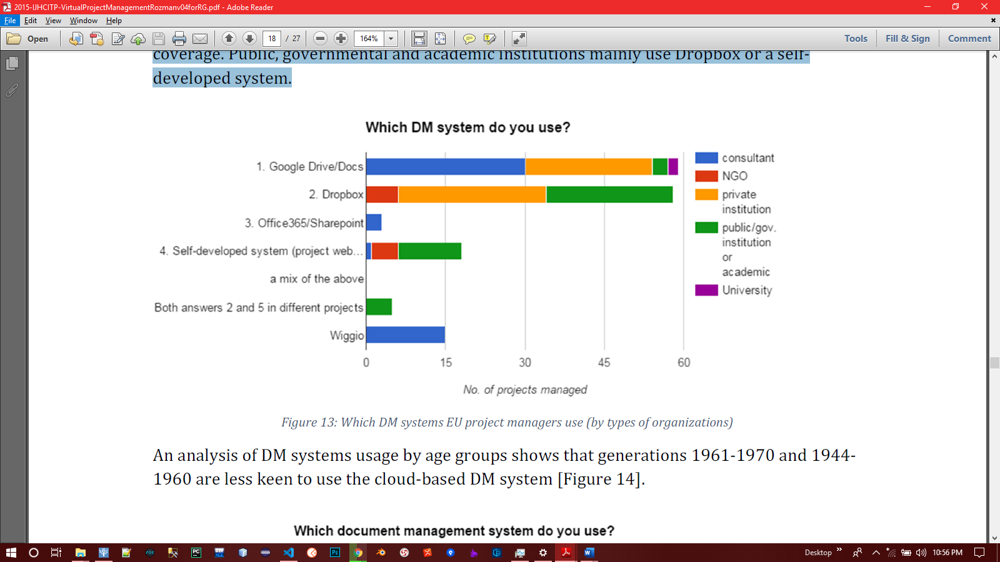 2015-IJHCITP-VirtualProjectManagementRozmanv04forRG.pdf - Adobe Reader
File Edit View Window Help
Open 18 / 27 164% Tools Fill & Sign Comment
coverage. Public, governmental and academic institutions mainly use Dropbox or a self-
developed system.
Which DM system do you use?
1. Google Drive/Docs
2. Dropbox
3. Office365/Sharepoint
4. Self-developed system (project web...
a mix of the above
Both answers 2 and 5 in different projects
Wiggio
0 15 30 45 60
No. of projects managed
consultant
NGO
private
institution
public/gov.
institution
or
academic
University
Figure 13: Which DM systems EU project managers use (by types of organizations)
An analysis of DM systems usage by age groups shows that generations 1961-1970 and 1944-
1960 are less keen to use the cloud-based DM system [Figure 14].
Which document management system do you use?
Desktop 10:56 PM